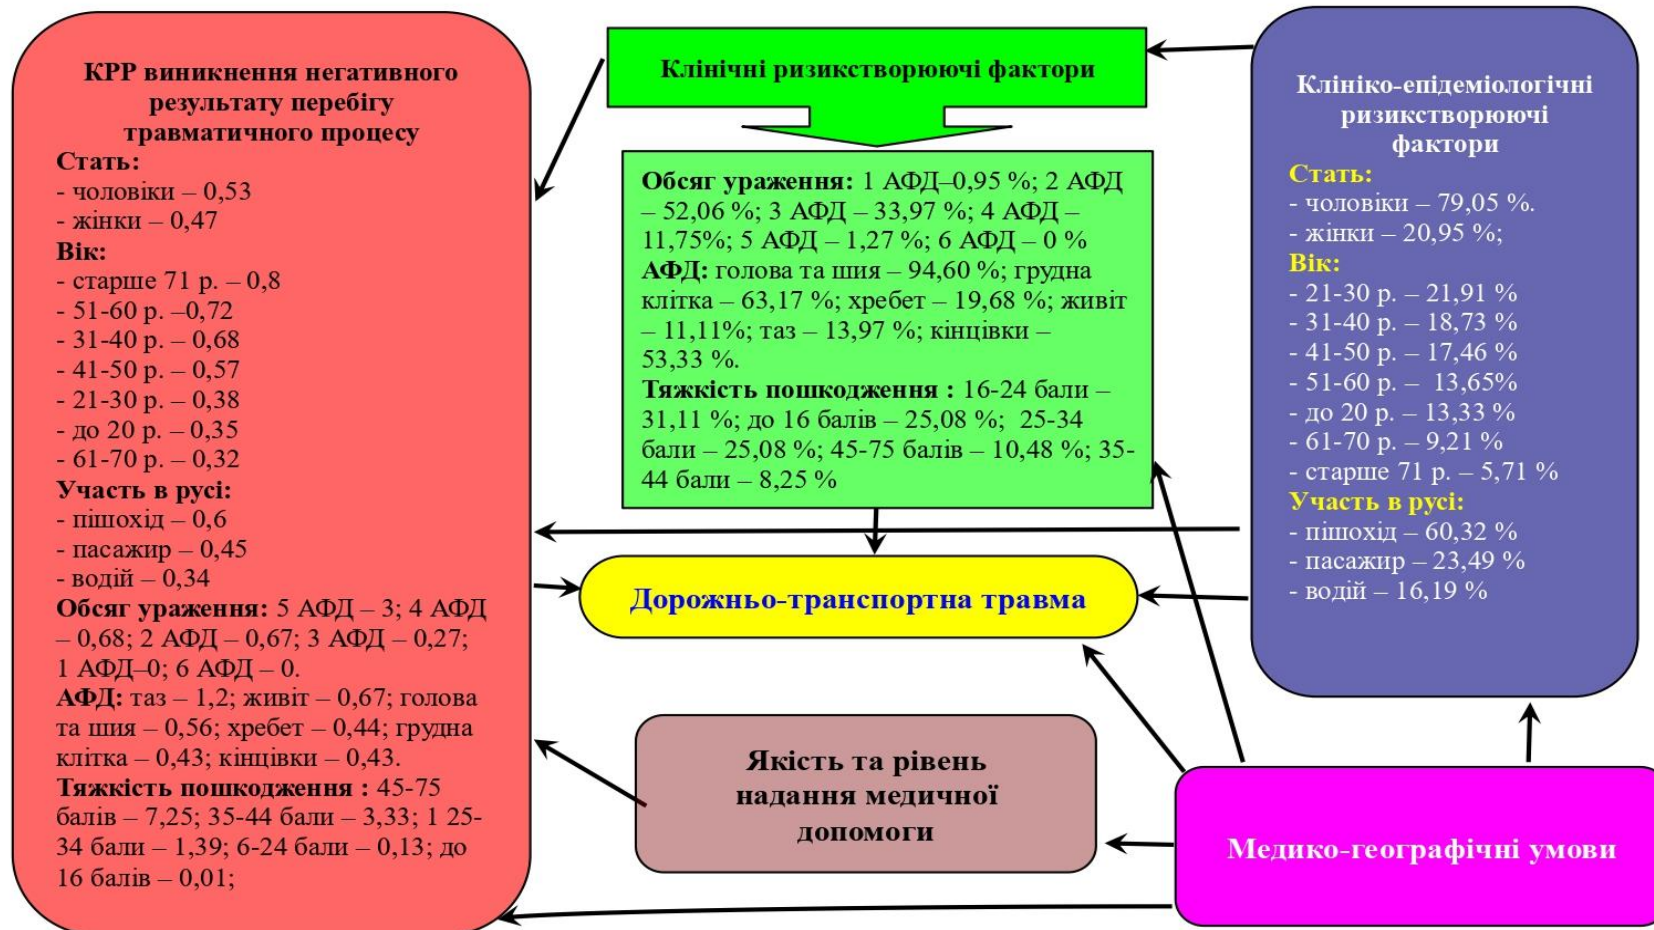 КРР виникнення негативного
результату перебігу
травматичного процесу
Стать:
- чоловіки – 0,53
- жінки – 0,47
Вік:
- старше 71 р. – 0,8
- 51-60 р. –0,72
- 31-40 р. – 0,68
- 41-50 р. – 0,57
- 21-30 р. – 0,38
- до 20 р. – 0,35
- 61-70 р. – 0,32
Участь в русі:
- пішохід – 0,6
- пасажир – 0,45
- водій – 0,34
Обсяг ураження: 5 АФД – 3; 4 АФД
– 0,68; 2 АФД – 0,67; 3 АФД – 0,27;
1 АФД–0; 6 АФД – 0.
АФД: таз – 1,2; живіт – 0,67; голова
та шия – 0,56; хребет – 0,44; грудна
клітка – 0,43; кінцівки – 0,43.
Тяжкість пошкодження : 45-75
балів – 7,25; 35-44 бали – 3,33; 1 25-
34 бали – 1,39; 6-24 бали – 0,13; до
16 балів – 0,01;
Клінічні ризикстворюючі фактори
Обсяг ураження: 1 АФД–0,95 %; 2 АФД
– 52,06 %; 3 АФД – 33,97 %; 4 АФД –
11,75%; 5 АФД – 1,27 %; 6 АФД – 0 %
АФД: голова та шия – 94,60 %; грудна
клітка – 63,17 %; хребет – 19,68 %; живіт
– 11,11%; таз – 13,97 %; кінцівки –
53,33 %.
Тяжкість пошкодження : 16-24 бали –
31,11 %; до 16 балів – 25,08 %; 25-34
бали – 25,08 %; 45-75 балів – 10,48 %; 35-
44 бали – 8,25 %
Дорожньо-транспортна травма
Якість та рівень
надання медичної
допомоги
Клініко-епідеміологічні
ризикстворюючі
фактори
Стать:
- чоловіки – 79,05 %.
- жінки – 20,95 %;
Вік:
- 21-30 р. – 21,91 %
- 31-40 р. – 18,73 %
- 41-50 р. – 17,46 %
- 51-60 р. – 13,65%
- до 20 р. – 13,33 %
- 61-70 р. – 9,21 %
- старше 71 р. – 5,71 %
Участь в русі:
- пішохід – 60,32 %
- пасажир – 23,49 %
- водій – 16,19 %
Медико-географічні умови